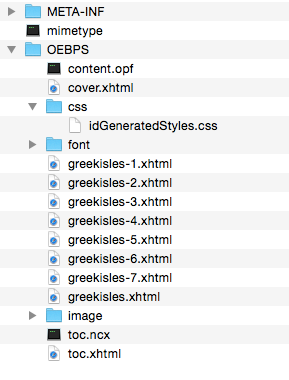 META-INF
mimetype
OEBPS
content.opf
cover.xhtml
css
idGeneratedStyles.css
font
greekisles-1.xhtml
greekisles-2.xhtml
greekisles-3.xhtml
greekisles-4.xhtml
greekisles-5.xhtml
greekisles-6.xhtml
greekisles-7.xhtml
greekisles.xhtml
image
toc.ncx
toc.xhtml